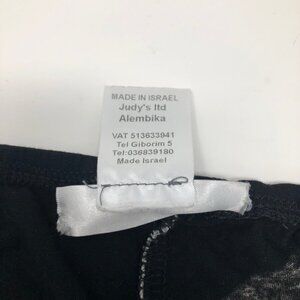 MADE IN ISRAEL
Judy's ltd
Alembika
VAT 513633941
Tel Giborim 5
Tel:036839180
Made Israel